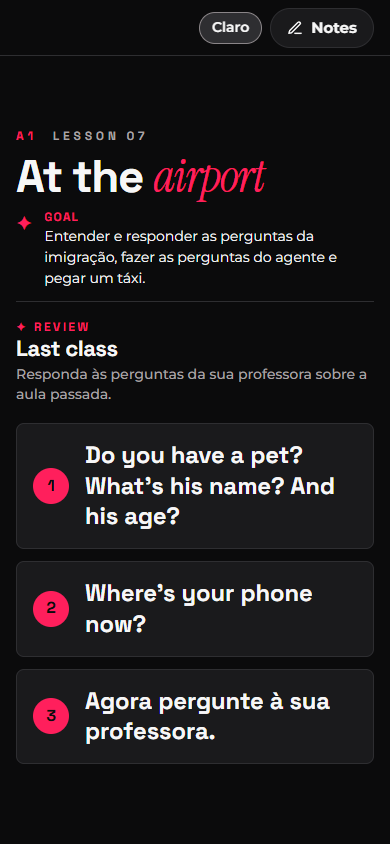 Claro
Notes
A1 LESSON 07
At the airport
GOAL
Entender e responder as perguntas da
imigração, fazer as perguntas do agente e
pegar um táxi.
REVIEW
Last class
Responda às perguntas da sua professora sobre a
aula passada.
1
Do you have a pet?
What's his name? And
his age?
2
Where's your phone
now?
3
Agora pergunte à sua
professora.